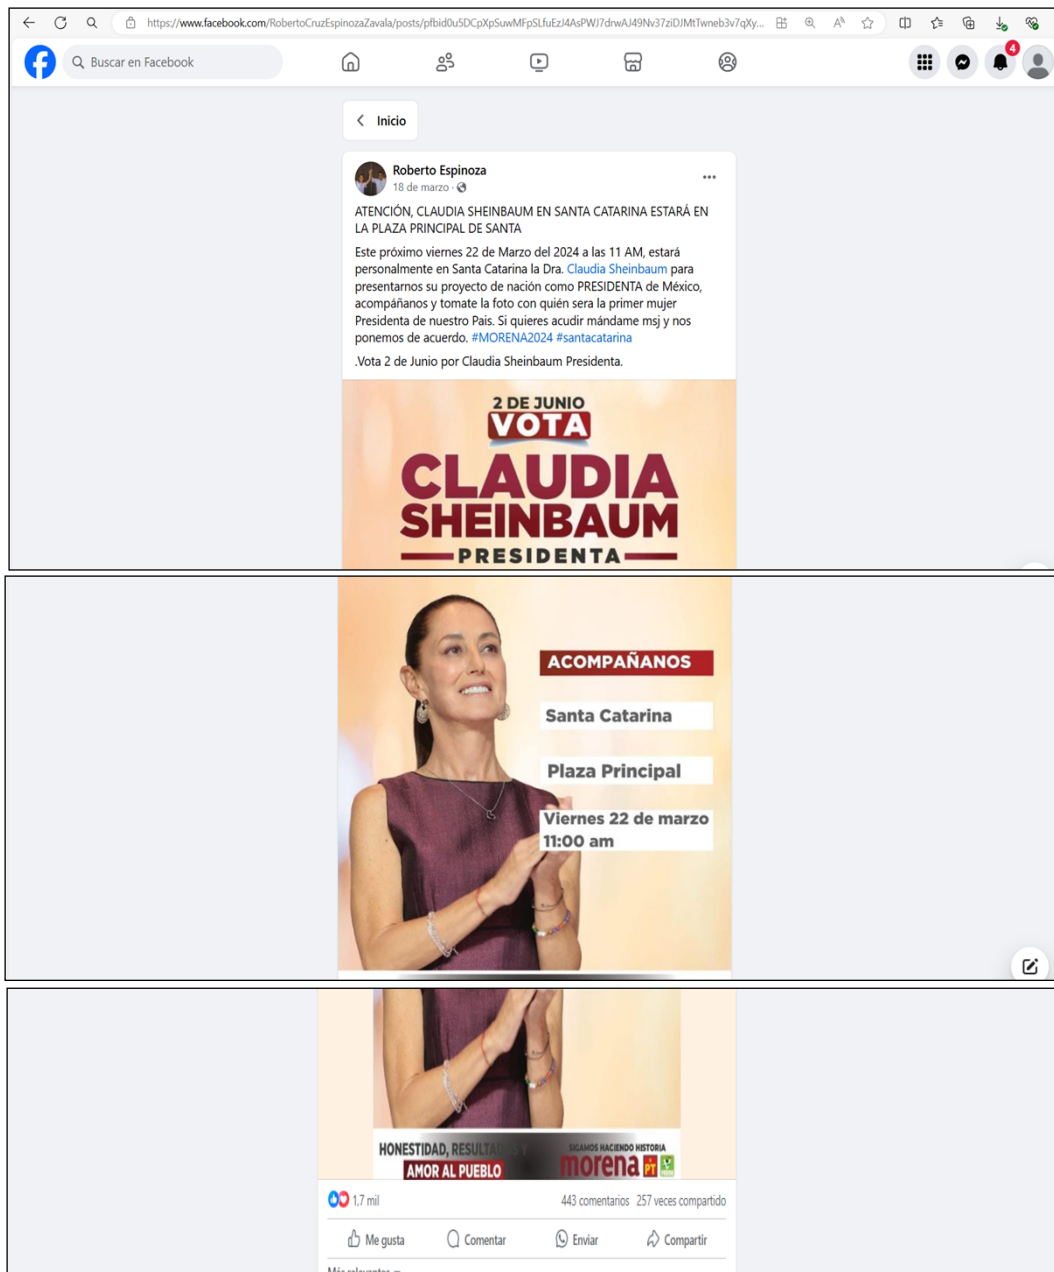 https://www.facebook.com/RobertoCruzEspinozaZavala/posts/pfbid0u5DCpXpSuwMFpSLfuEzJ4AsPWJ7drwAJ49Nv37ziDJMtTwneb3v7qXy...
Buscar en Facebook
4
Inicio
Roberto Espinoza
18 de marzo
ATENCIÓN, CLAUDIA SHEINBAUM EN SANTA CATARINA ESTARÁ EN
LA PLAZA PRINCIPAL DE SANTA
Este próximo viernes 22 de Marzo del 2024 a las 11 AM, estará
personalmente en Santa Catarina la Dra. Claudia Sheinbaum para
presentarnos su proyecto de nación como PRESIDENTA de México,
acompáñanos y tomate la foto con quién sera la primer mujer
Presidenta de nuestro Pais. Si quieres acudir mándame msj y nos
ponemos de acuerdo. #MORENA2024 #santacatarina
.Vota 2 de Junio por Claudia Sheinbaum Presidenta.
2 DE JUNIO
VOTA
CLAUDIA
SHEINBAUM
PRESIDENTA
ACOMPAÑANOS
Santa Catarina
Plaza Principal
Viernes 22 de marzo
11:00 am
HONESTIDAD, RESULTADOS Y
AMOR AL PUEBLO
SIGAMOS HACIENDO HISTORIA
morena PT VERDE
1,7 mil
443 comentarios 257 veces compartido
Me gusta
Comentar
Enviar
Compartir
Más relevantes